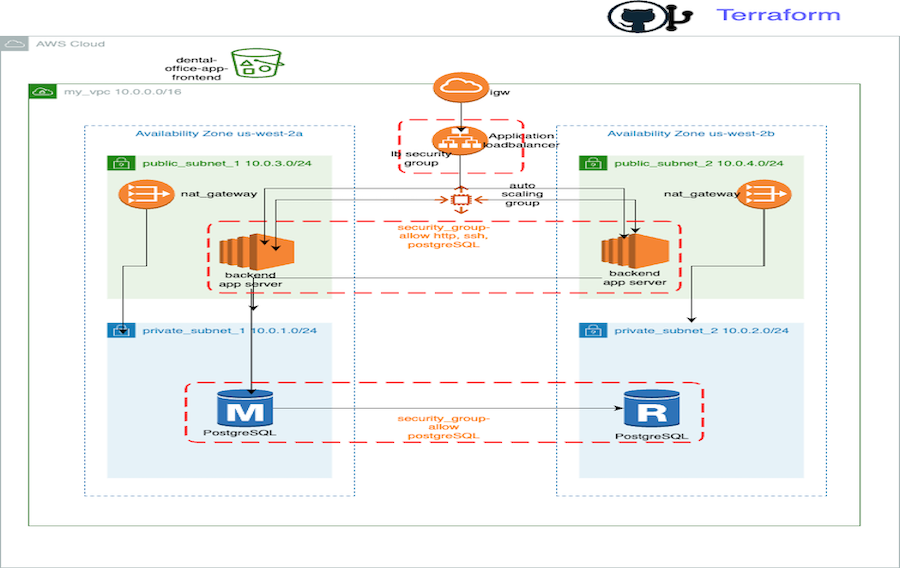 Terraform
AWS Cloud
dental-
office-app-
frontend
my_vpc 10.0.0.0/16
igw
Availability Zone us-west-2a
Application
loadbalancer
lb security
group
Availability Zone us-west-2b
public_subnet_1 10.0.3.0/24
public_subnet_2 10.0.4.0/24
nat_gateway
auto
scaling
group
nat_gateway
security_group-
allow http, ssh,
postgreSQL
backend
app server
backend
app server
private_subnet_1 10.0.1.0/24
private_subnet_2 10.0.2.0/24
M
PostgreSQL
security_group-
allow
postgreSQL
R
PostgreSQL